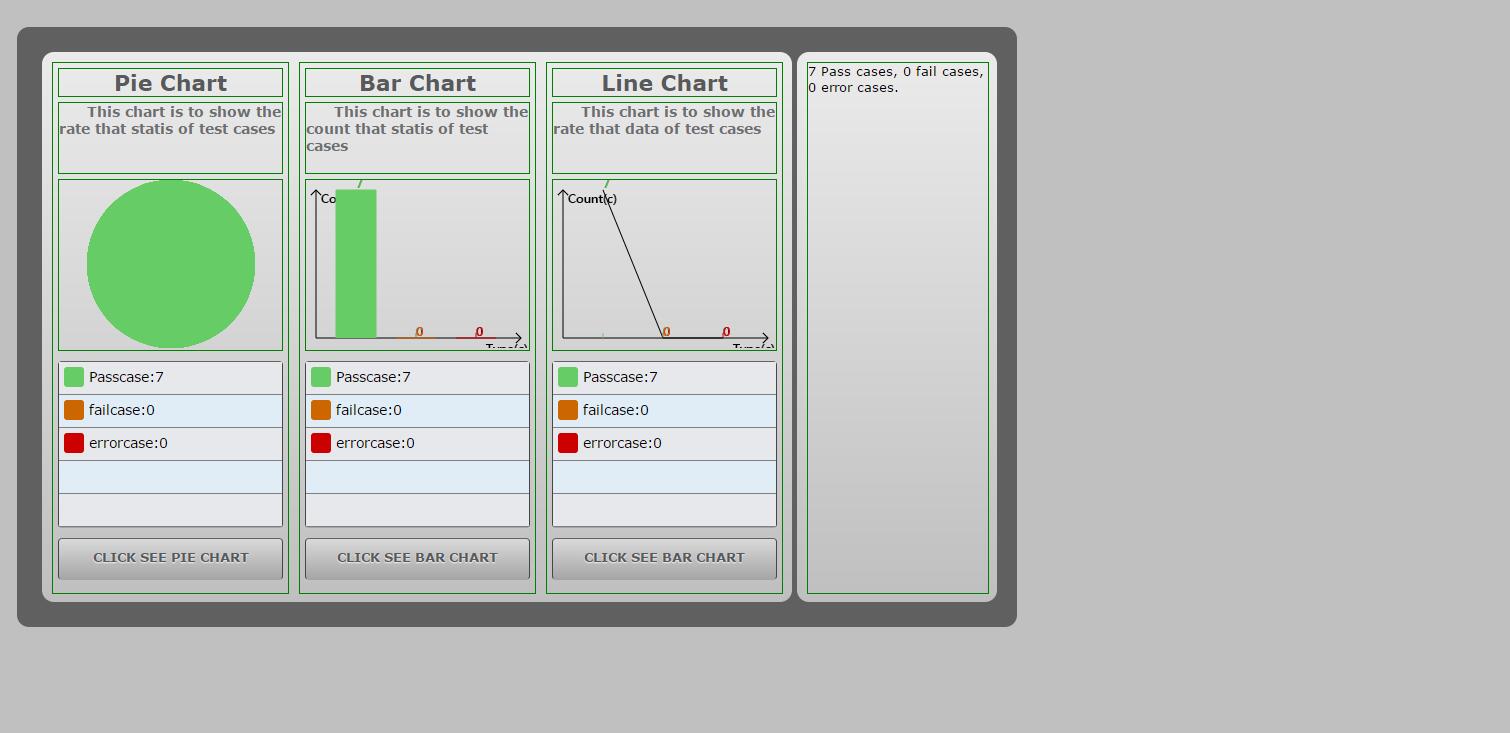 Pie Chart
This chart is to show the
rate that statis of test cases
Passcase:7
failcase:0
errorcase:0
CLICK SEE PIE CHART
Bar Chart
This chart is to show the
count that statis of test
cases
7
Co
0
0
Type(c)
Passcase:7
failcase:0
errorcase:0
CLICK SEE BAR CHART
Line Chart
This chart is to show the
rate that data of test cases
7
Count(c)
0
0
Type(c)
Passcase:7
failcase:0
errorcase:0
CLICK SEE BAR CHART
7 Pass cases, 0 fail cases,
0 error cases.